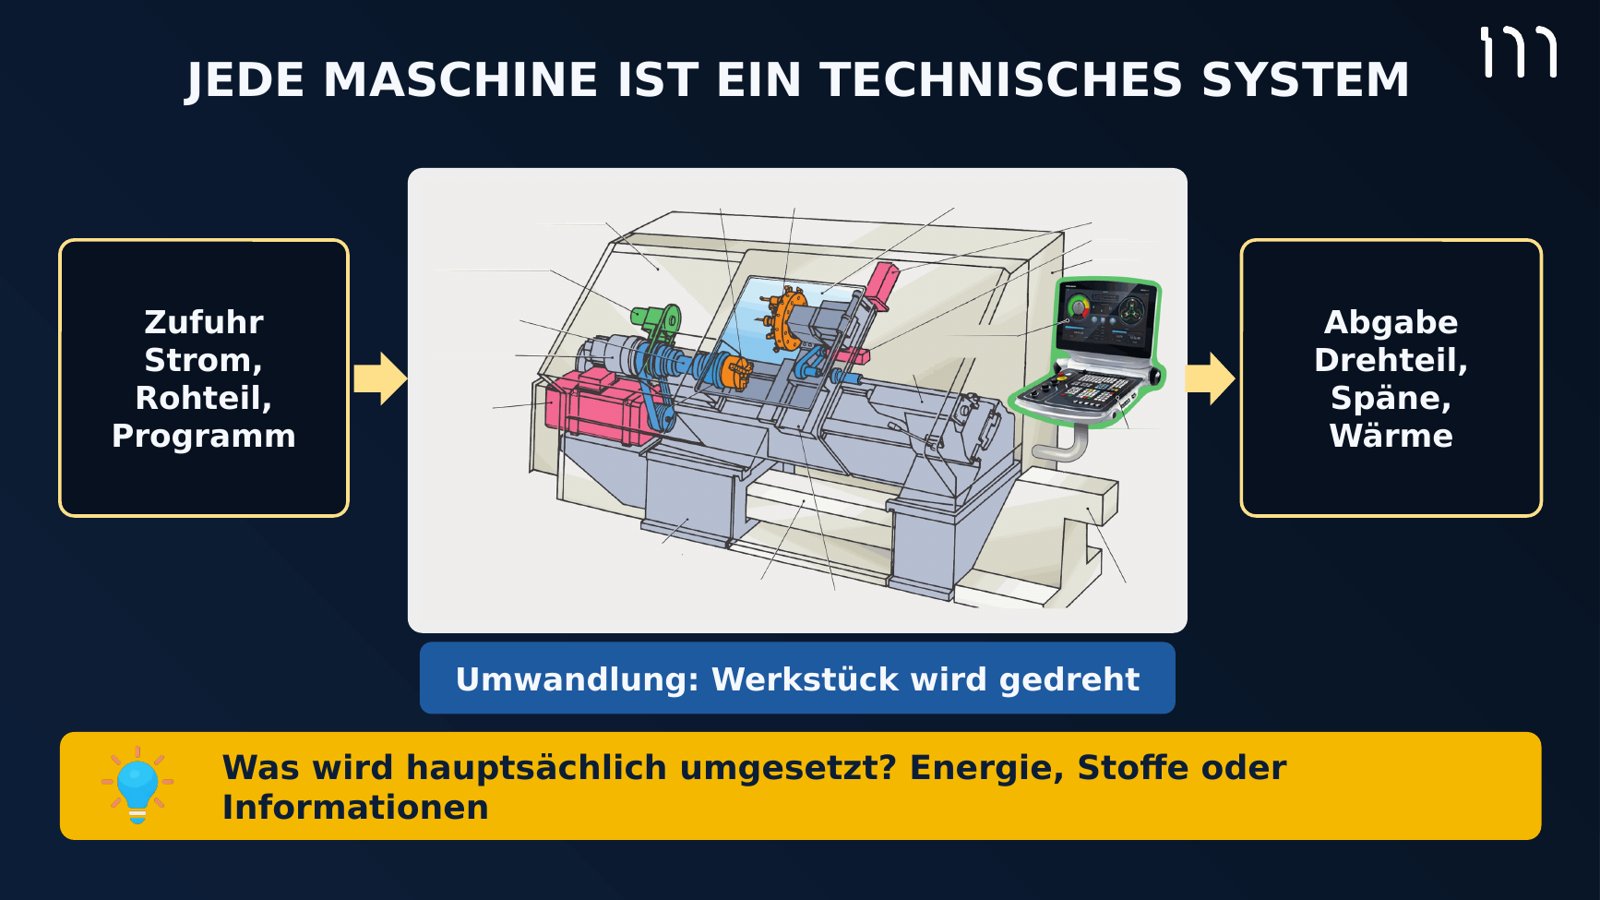 JEDE MASCHINE IST EIN TECHNISCHES SYSTEM
Zufuhr
Strom,
Rohteil,
Programm
Abgabe
Drehteil,
Späne,
Wärme
Umwandlung: Werkstück wird gedreht
Was wird hauptsächlich umgesetzt? Energie, Stoffe oder
Informationen